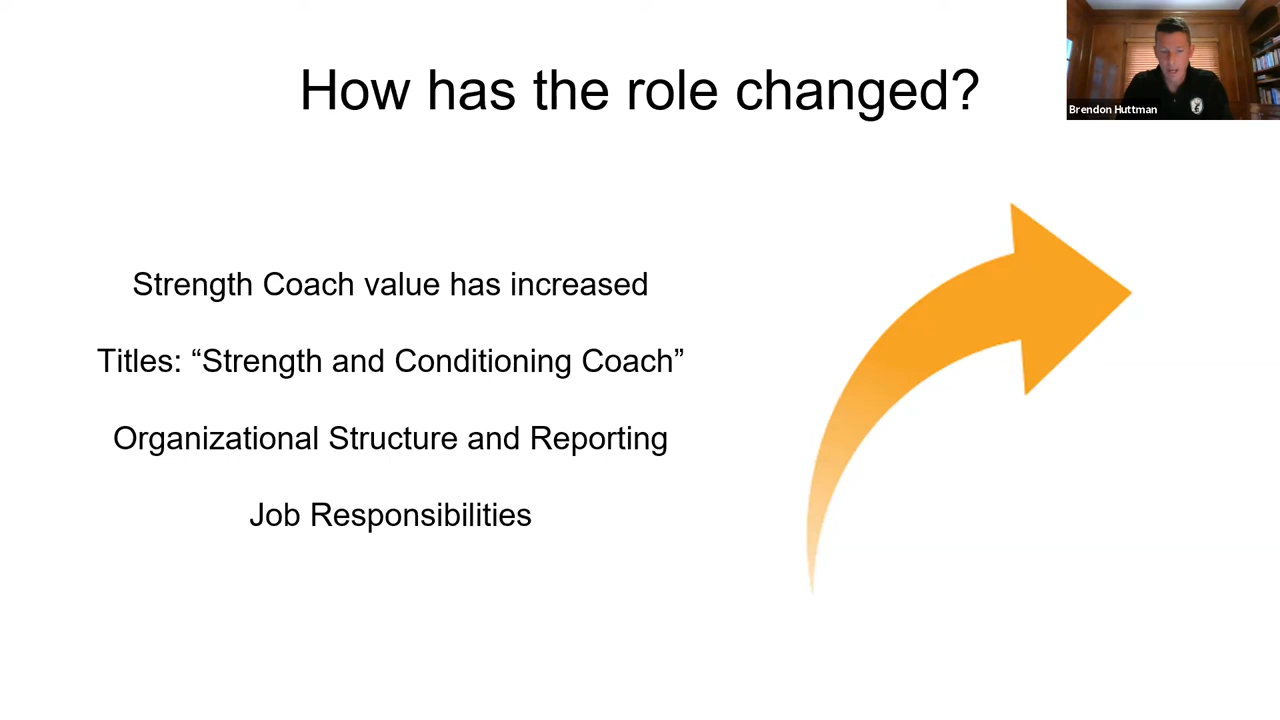 How has the role changed?
Brendon Huttman
Strength Coach value has increased
Titles: “Strength and Conditioning Coach”
Organizational Structure and Reporting
Job Responsibilities